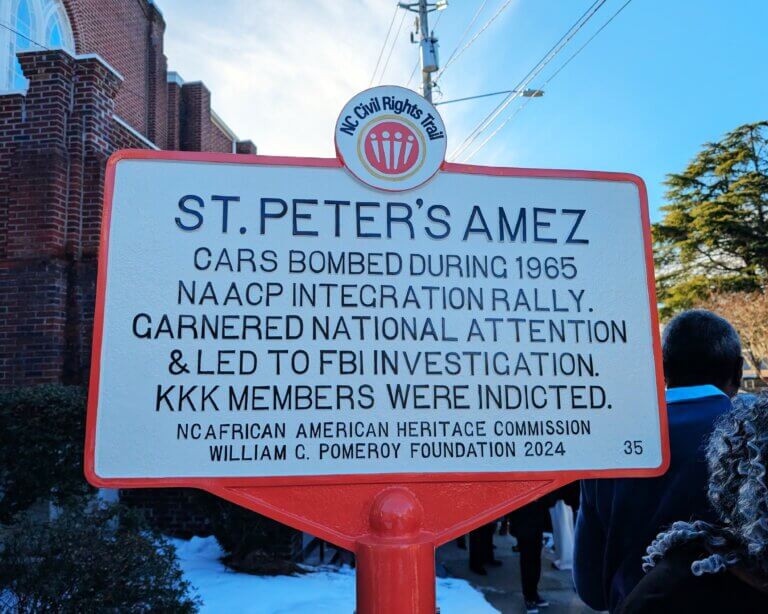 NC Civil Rights Trail
ST. PETER'S AMEZ
CARS BOMBED DURING 1965
NAACP INTEGRATION RALLY.
GARNERED NATIONAL ATTENTION
& LED TO FBI INVESTIGATION.
KKK MEMBERS WERE INDICTED.
NC AFRICAN AMERICAN HERITAGE COMMISSION
WILLIAM G. POMEROY FOUNDATION 2024 35